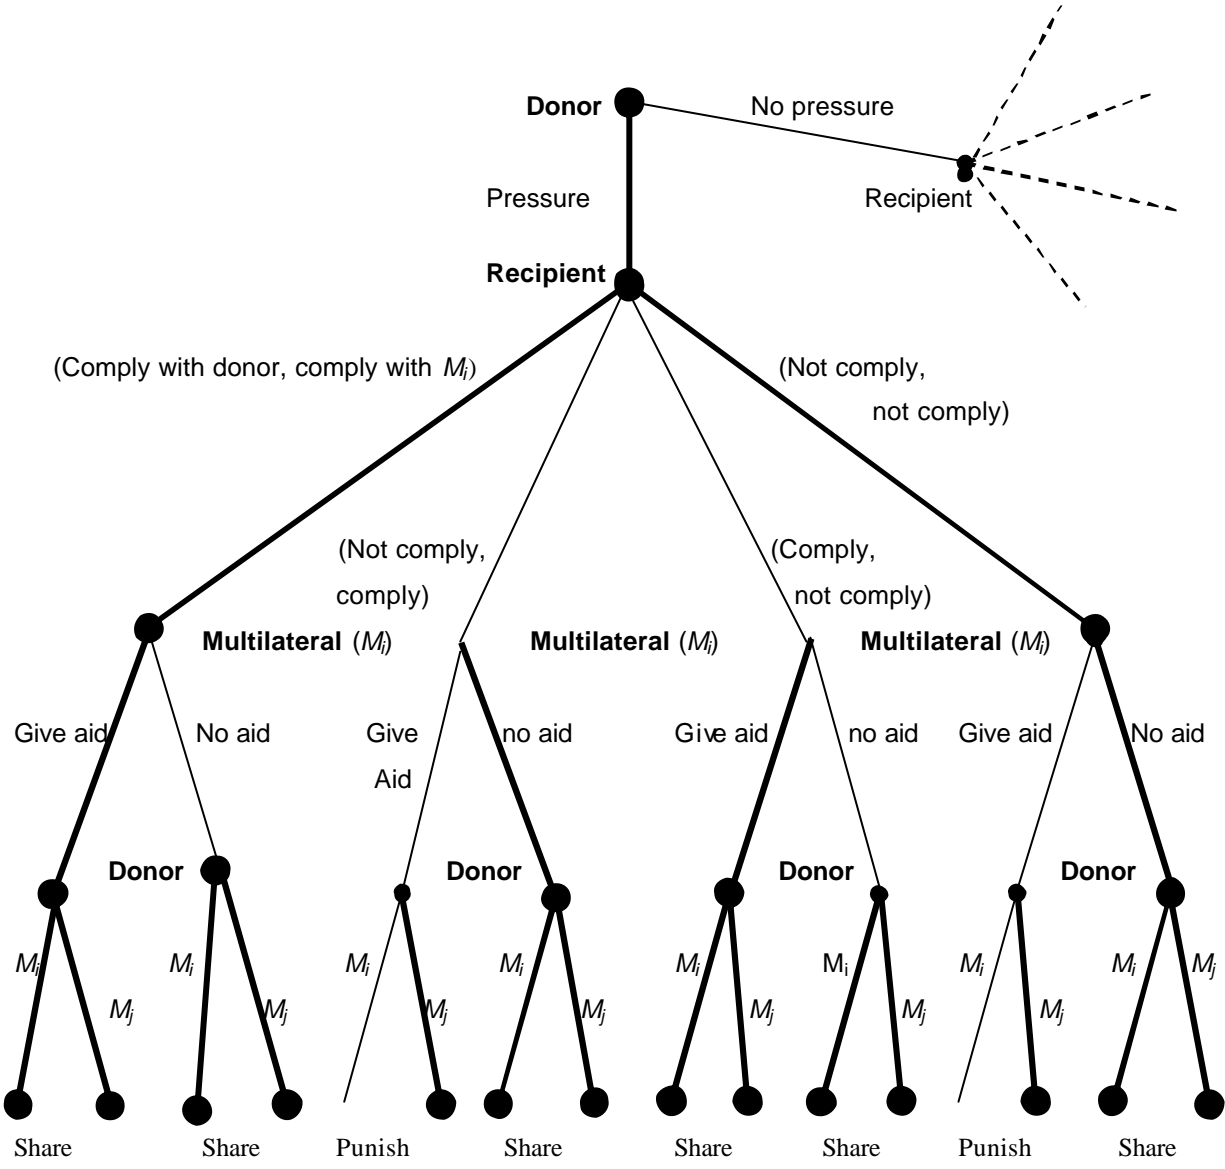 Donor
No pressure
Pressure
Recipient
Recipient
(Comply with donor, comply with Mi)
(Not comply,
not comply)
(Not comply,
comply)
(Comply,
not comply)
Multilateral (Mi)
Multilateral (Mi)
Multilateral (Mi)
Give aid
No aid
Give
Aid
no aid
Give aid
no aid
Give aid
No aid
Donor
Donor
Donor
Donor
Mi
Mj
Mi
Mj
Mi
Mj
Mi
Mj
Mi
Mj
Mi
Mj
Mi
Mj
Mi
Mj
Share
Share
Punish
Share
Share
Share
Punish
Share